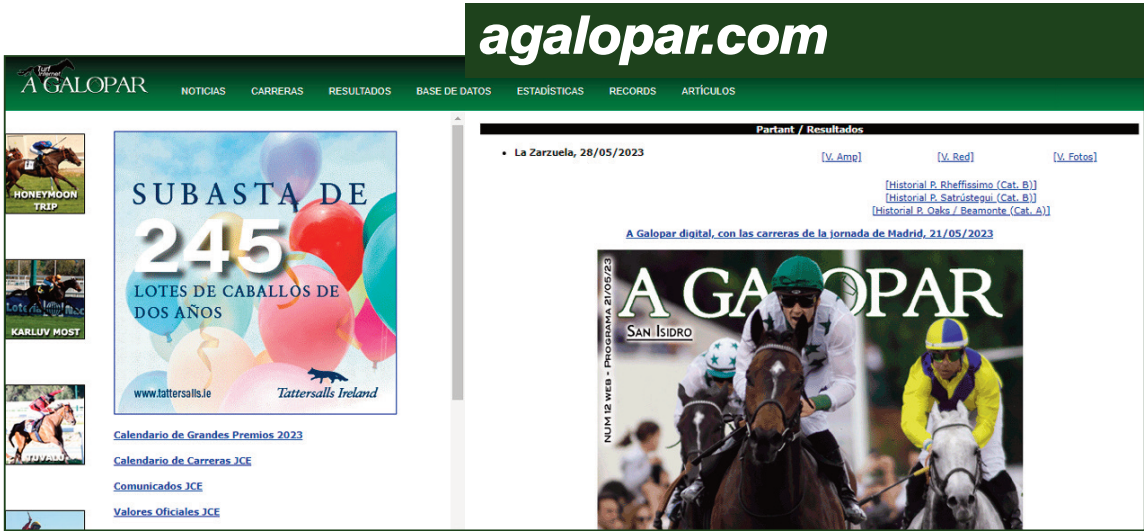 agalopar.com
Turf
Internet
A GALOPAR
NOTICIAS CARRERAS RESULTADOS BASE DE DATOS ESTADÍSTICAS RECORDS ARTÍCULOS
HONEYMOON
TRIP
KARLUV MOST
TUVALU
SUBASTA DE
245
LOTES DE CABALLOS DE
DOS AÑOS
www.tattersalls.ie
Tattersalls Ireland
Calendario de Grandes Premios 2023
Calendario de Carreras JCE
Comunicados JCE
Valores Oficiales JCE
Partant / Resultados
• La Zarzuela, 28/05/2023 [V. Amp] [V. Red] [V. Fotos]
[Historial P. Rheffissimo (Cat. B)]
[Historial P. Satrústegui (Cat. B)]
[Historial P. Oaks / Beamonte (Cat. A)]
A Galopar digital, con las carreras de la jornada de Madrid, 21/05/2023
A GALOPAR
SAN ISIDRO
NUM 12 WEB - PROGRAMA 21/05/23